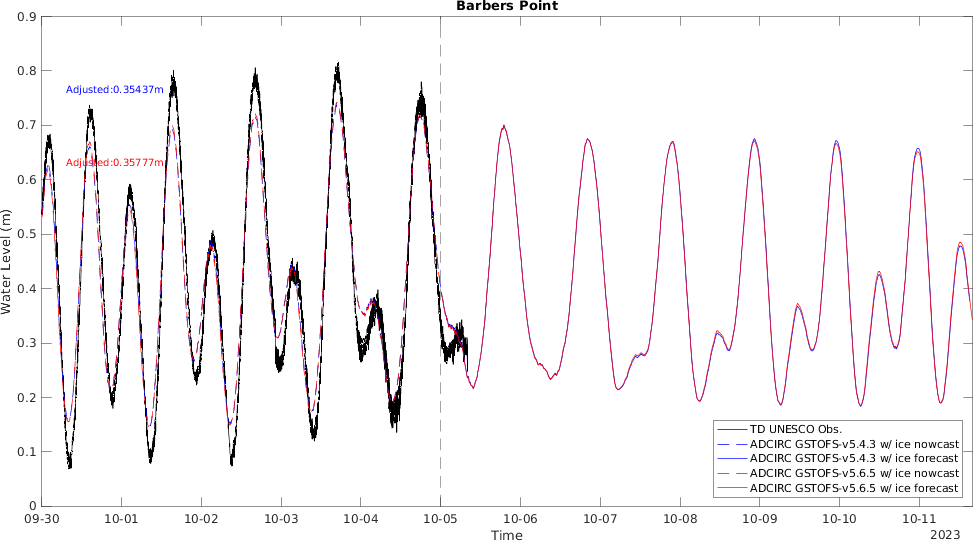 Barbers Point
0.9
0.8
0.7
0.6
0.5
0.4
0.3
0.2
0.1
0
Water Level (m)
Adjusted:0.35437m
Adjusted:0.35777m
TD UNESCO Obs.
ADCIRC GSTOFS-v5.4.3 w/ ice nowcast
ADCIRC GSTOFS-v5.4.3 w/ ice forecast
ADCIRC GSTOFS-v5.6.5 w/ ice nowcast
ADCIRC GSTOFS-v5.6.5 w/ ice forecast
09-30 10-01 10-02 10-03 10-04 10-05 10-06 10-07 10-08 10-09 10-10 10-11
Time
2023